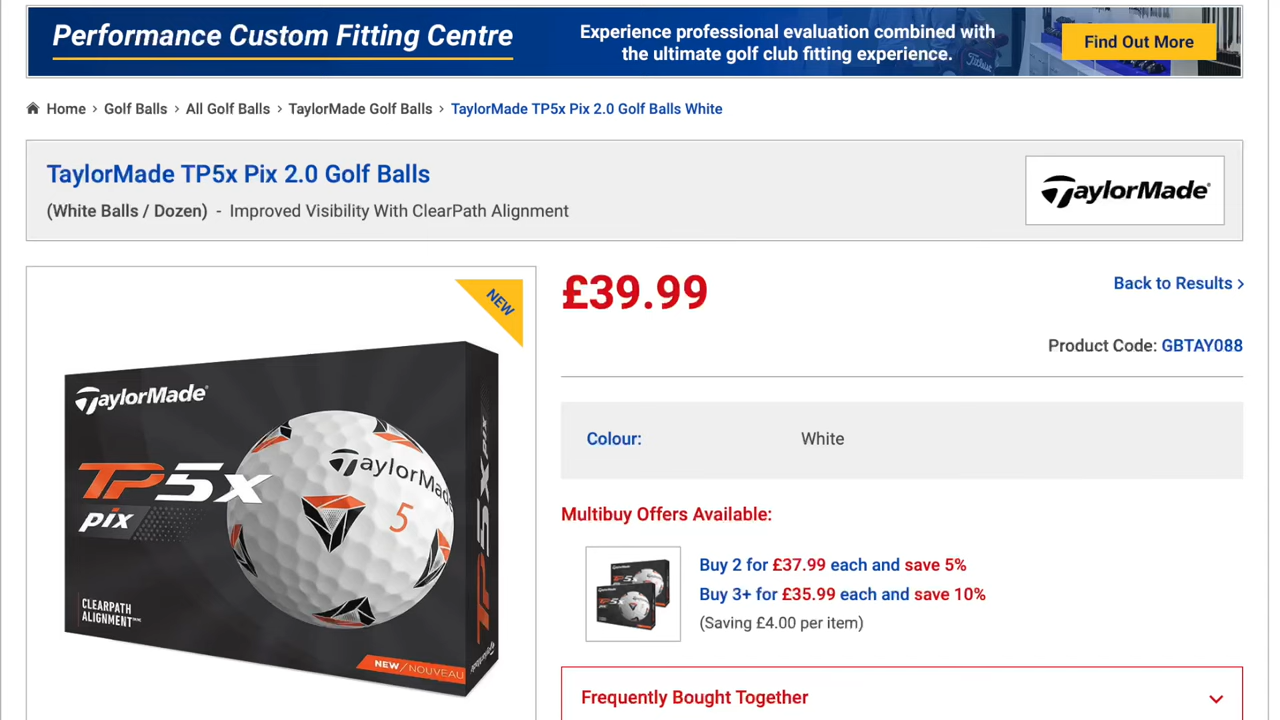 Performance Custom Fitting Centre
Experience professional evaluation combined with
the ultimate golf club fitting experience.
Find Out More
Titleist
Home › Golf Balls › All Golf Balls › TaylorMade Golf Balls › TaylorMade TP5x Pix 2.0 Golf Balls White
TaylorMade TP5x Pix 2.0 Golf Balls
(White Balls / Dozen) - Improved Visibility With ClearPath Alignment
TaylorMade
£39.99
Back to Results ›
Product Code: GBTAY088
NEW
TaylorMade
TP5x
pix
TaylorMade
5
CLEARPATH
ALIGNMENT
NEW/NOUVEAU
TP5x pix
TaylorMade
Colour: White
Multibuy Offers Available:
Buy 2 for £37.99 each and save 5%
Buy 3+ for £35.99 each and save 10%
(Saving £4.00 per item)
Frequently Bought Together